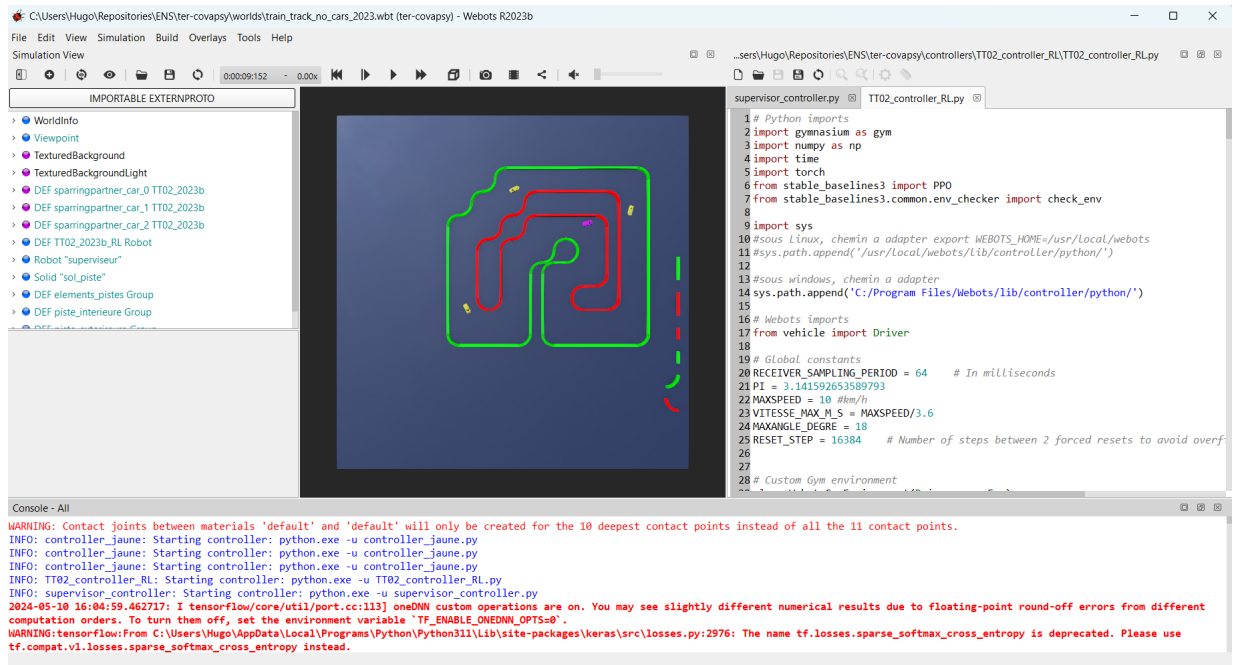 C:\Users\Hugo\Repositories\ENS\ter-covapsy\worlds\train_track_no_cars_2023.wbt (ter-covapsy) - Webots R2023b
File Edit View Simulation Build Overlays Tools Help
Simulation View
0:00:09:152 - 0.00x
IMPORTABLE EXTERNPROTO
WorldInfo
Viewpoint
TexturedBackground
TexturedBackgroundLight
DEF sparringpartner_car_0 TT02_2023b
DEF sparringpartner_car_1 TT02_2023b
DEF sparringpartner_car_2 TT02_2023b
DEF TT02_2023b_RL Robot
Robot "superviseur"
Solid "sol_piste"
DEF elements_pistes Group
DEF piste_interieure Group
...sers\Hugo\Repositories\ENS\ter-covapsy\controllers\TT02_controller_RL\TT02_controller_RL.py
supervisor_controller.py TT02_controller_RL.py
1 # Python imports
2 import gymnasium as gym
3 import numpy as np
4 import time
5 import torch
6 from stable_baselines3 import PPO
7 from stable_baselines3.common.env_checker import check_env
8
9 import sys
10 #sous Linux, chemin a adapter export WEBOTS_HOME=/usr/local/webots
11 #sys.path.append('/usr/local/webots/lib/controller/python/')
12
13 #sous windows, chemin a adapter
14 sys.path.append('C:/Program Files/Webots/lib/controller/python/')
15
16 # Webots imports
17 from vehicle import Driver
18
19 # Global constants
20 RECEIVER_SAMPLING_PERIOD = 64 # In milliseconds
21 PI = 3.141592653589793
22 MAXSPEED = 10 #km/h
23 VITESSE_MAX_M_S = MAXSPEED/3.6
24 MAXANGLE_DEGRE = 18
25 RESET_STEP = 16384 # Number of steps between 2 forced resets to avoid overf
26
27
28 # Custom Gym environment
Console - All
WARNING: Contact joints between materials 'default' and 'default' will only be created for the 10 deepest contact points instead of all the 11 contact points.
INFO: controller_jaune: Starting controller: python.exe -u controller_jaune.py
INFO: controller_jaune: Starting controller: python.exe -u controller_jaune.py
INFO: controller_jaune: Starting controller: python.exe -u controller_jaune.py
INFO: TT02_controller_RL: Starting controller: python.exe -u TT02_controller_RL.py
INFO: supervisor_controller: Starting controller: python.exe -u supervisor_controller.py
2024-05-10 16:04:59.462717: I tensorflow/core/util/port.cc:113] oneDNN custom operations are on. You may see slightly different numerical results due to floating-point round-off errors from different
computation orders. To turn them off, set the environment variable `TF_ENABLE_ONEDNN_OPTS=0`.
WARNING:tensorflow:From C:\Users\Hugo\AppData\Local\Programs\Python\Python311\Lib\site-packages\keras\src\losses.py:2976: The name tf.losses.sparse_softmax_cross_entropy is deprecated. Please use
tf.compat.v1.losses.sparse_softmax_cross_entropy instead.